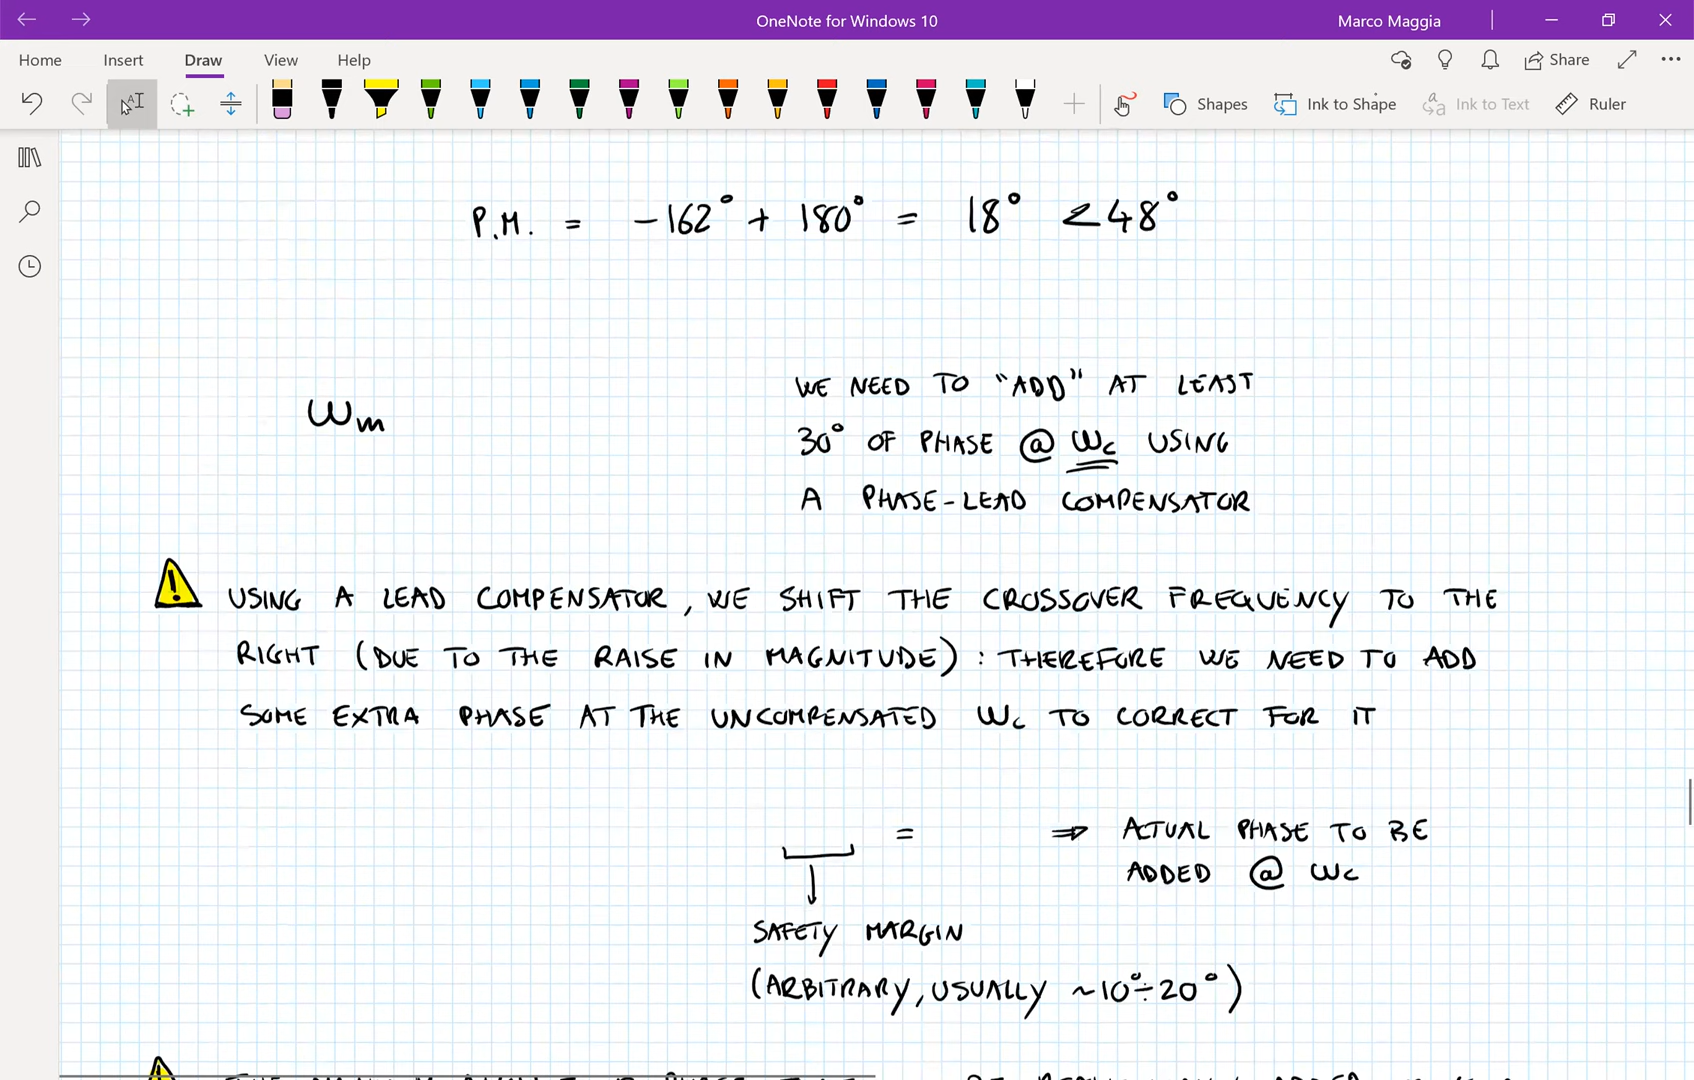 OneNote for Windows 10
Marco Maggia
Home Insert Draw View Help
Share
Shapes Ink to Shape Ink to Text Ruler
P.M. = -162° + 180° = 18° < 48°
WE NEED TO "ADD" AT LEAST
ωm
30° OF PHASE @ ωc USING
A PHASE-LEAD COMPENSATOR
! USING A LEAD COMPENSATOR, WE SHIFT THE CROSSOVER FREQUENCY TO THE
RIGHT (DUE TO THE RAISE IN MAGNITUDE) : THEREFORE WE NEED TO ADD
SOME EXTRA PHASE AT THE UNCOMPENSATED ωc TO CORRECT FOR IT
= ⇒ ACTUAL PHASE TO BE
ADDED @ ωc
SAFETY MARGIN
(ARBITRARY, USUALLY ~10°÷20°)